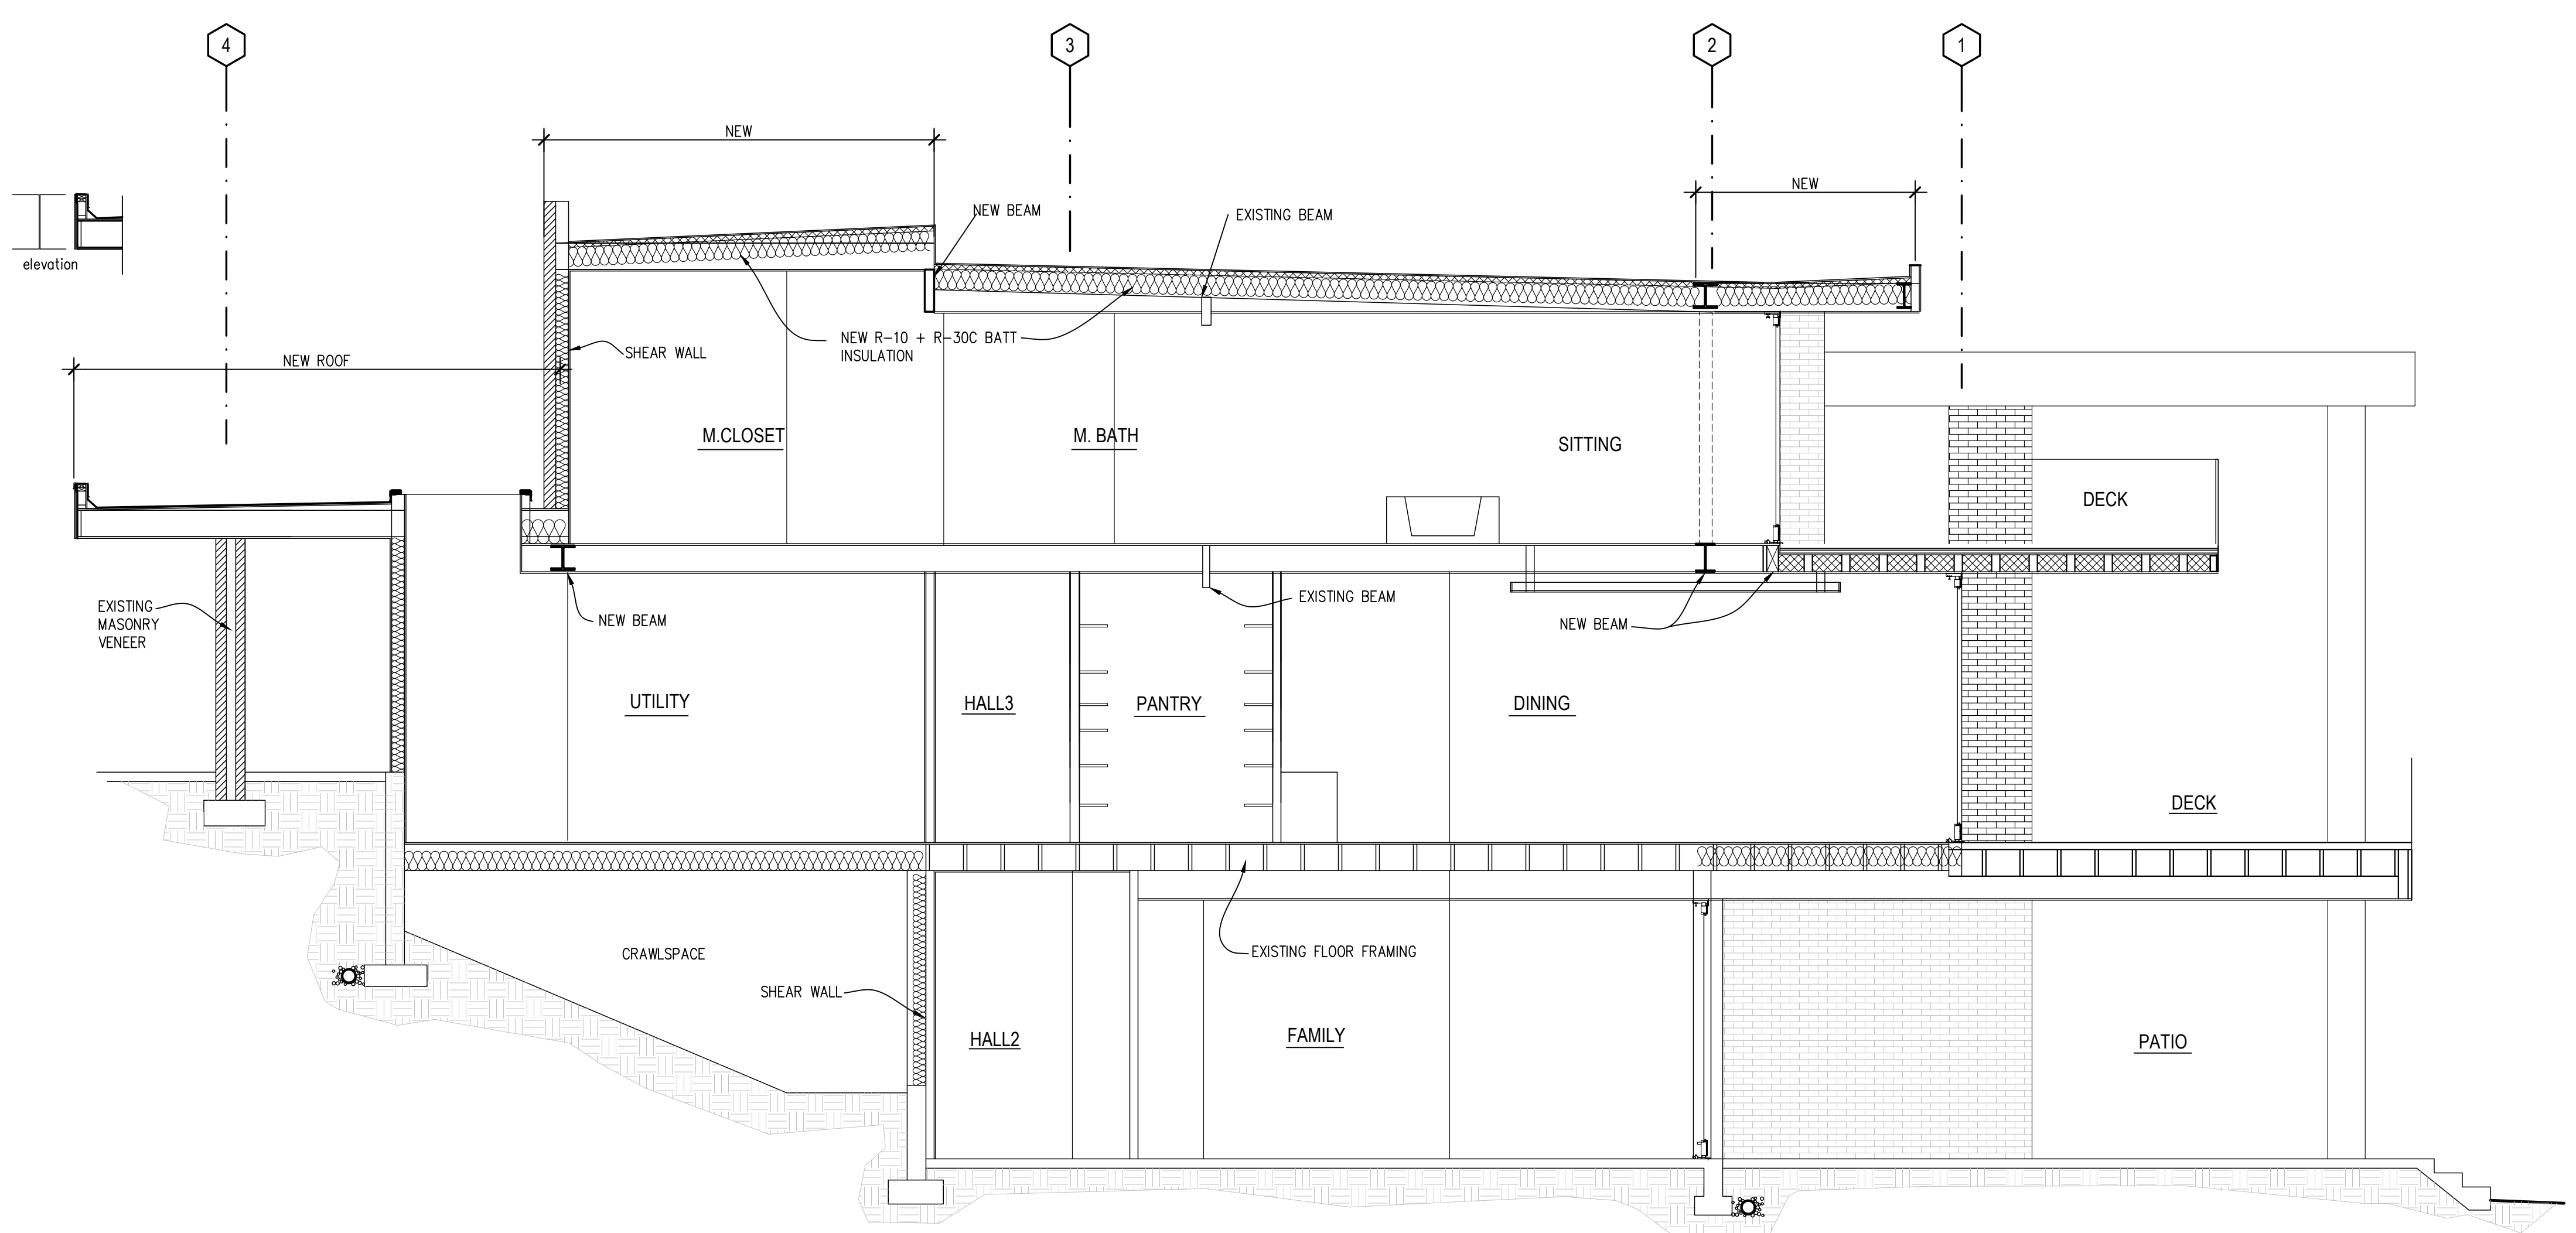 4
3
2
1
NEW
NEW
elevation
NEW BEAM
EXISTING BEAM
NEW ROOF
SHEAR WALL
NEW R-10 + R-30C BATT
INSULATION
M.CLOSET
M. BATH
SITTING
DECK
EXISTING
MASONRY
VENEER
NEW BEAM
EXISTING BEAM
NEW BEAM
UTILITY
HALL3
PANTRY
DINING
DECK
CRAWLSPACE
EXISTING FLOOR FRAMING
SHEAR WALL
HALL2
FAMILY
PATIO